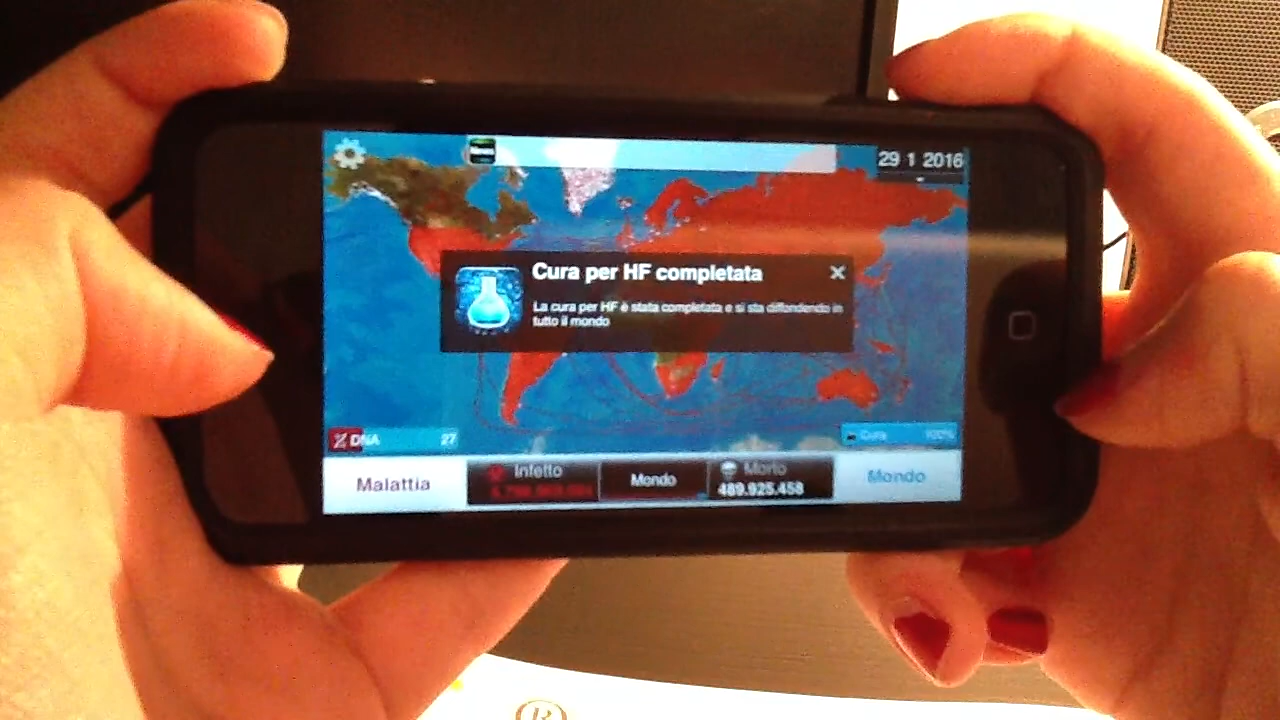 29 1 2016
Cura per HF completata
La cura per HF è stata completata e si sta diffondendo in
tutto il mondo
DNA 27
Cura 100%
Malattia
Infetto
Mondo
Morto
489.925.458
Mondo
R